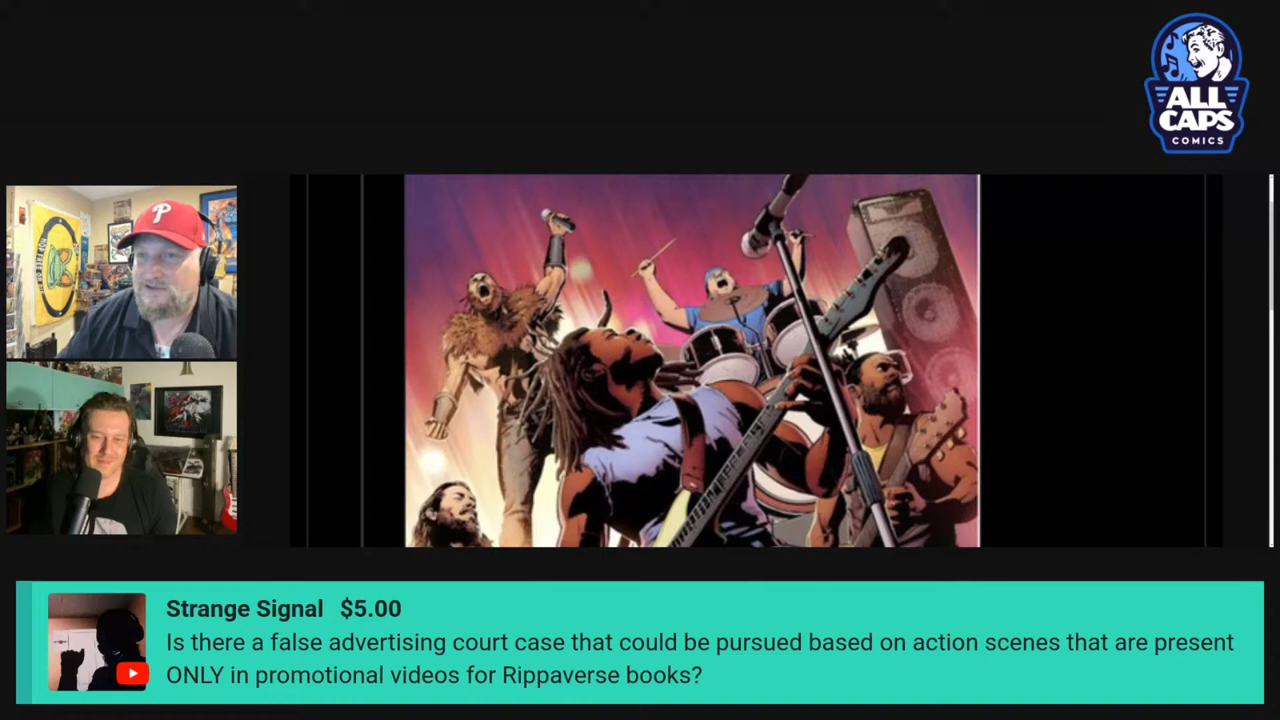 ALL
CAPS
COMICS
P
Strange Signal $5.00
Is there a false advertising court case that could be pursued based on action scenes that are present
ONLY in promotional videos for Rippaverse books?